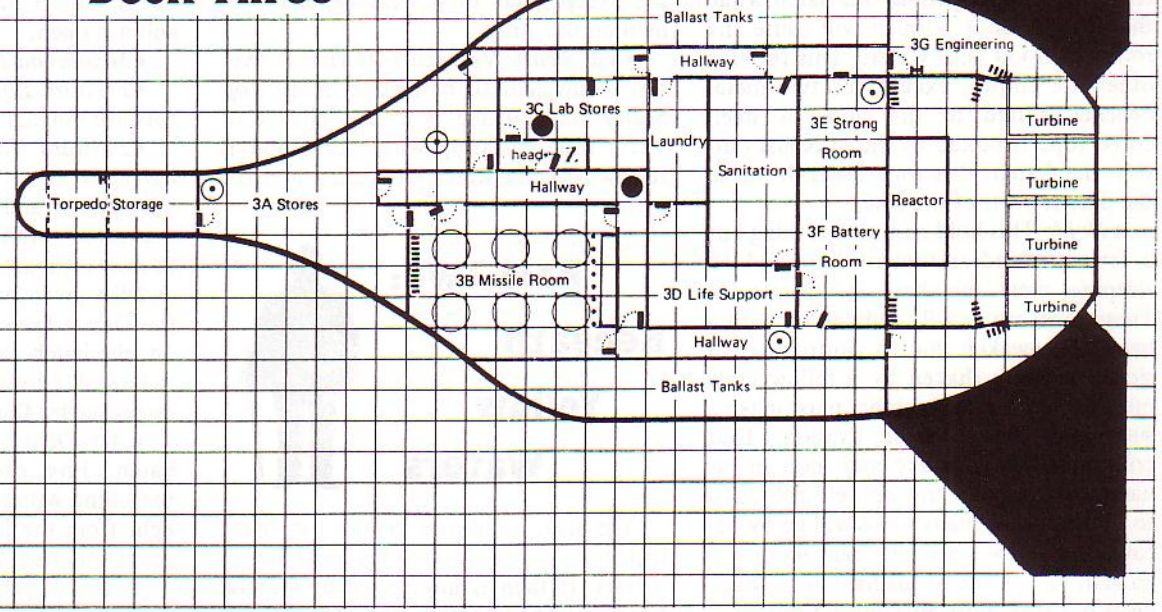 Deck Three
Ballast Tanks
3G Engineering
Hallway
3C Lab Stores
Turbine
3E Strong
Room
head
Laundry
Sanitation
Turbine
Torpedo Storage
3A Stores
Hallway
Reactor
3F Battery
Room
Turbine
3B Missile Room
3D Life Support
Turbine
Hallway
Ballast Tanks